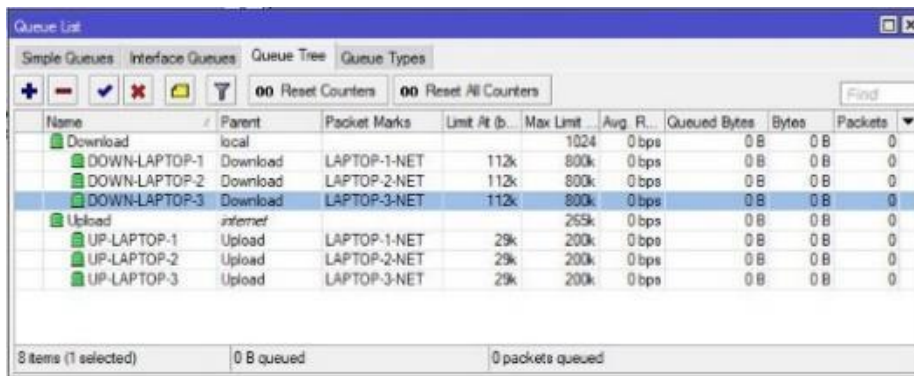 Queue List
Simple Queues Interface Queues Queue Tree Queue Types
00 Reset Counters 00 Reset All Counters Find
Name Parent Packet Marks Limit At (b... Max Limit ... Avg. R... Queued Bytes Bytes Packets
Download local 1024 0 bps 0 B 0 B 0
DOWN-LAPTOP-1 Download LAPTOP-1-NET 112k 800k 0 bps 0 B 0 B 0
DOWN-LAPTOP-2 Download LAPTOP-2-NET 112k 800k 0 bps 0 B 0 B 0
DOWN-LAPTOP-3 Download LAPTOP-3-NET 112k 800k 0 bps 0 B 0 B 0
Upload internet 265k 0 bps 0 B 0 B 0
UP-LAPTOP-1 Upload LAPTOP-1-NET 29k 200k 0 bps 0 B 0 B 0
UP-LAPTOP-2 Upload LAPTOP-2-NET 29k 200k 0 bps 0 B 0 B 0
UP-LAPTOP-3 Upload LAPTOP-3-NET 29k 200k 0 bps 0 B 0 B 0
8 items (1 selected) 0 B queued 0 packets queued